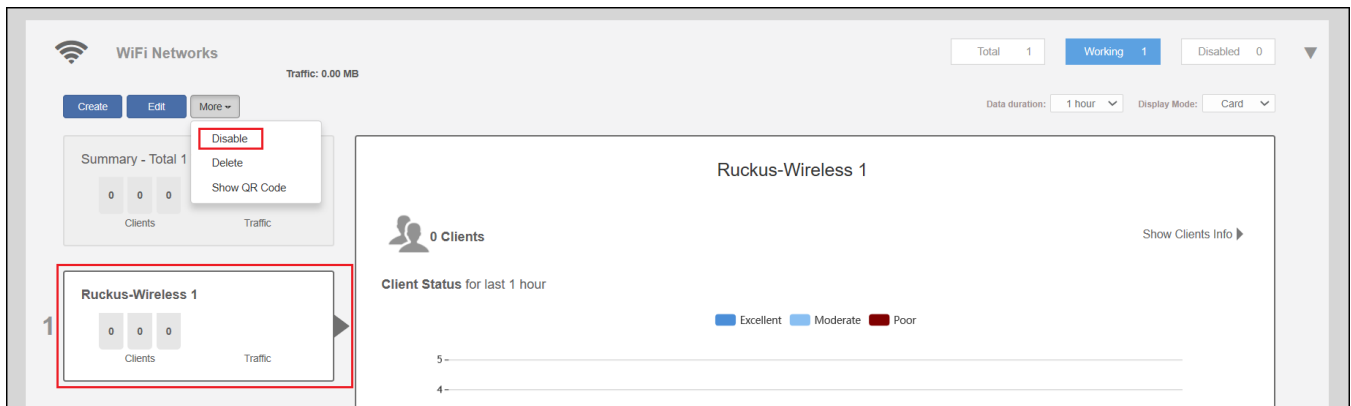 WiFi Networks
Total 1 Working 1 Disabled 0
Traffic: 0.00 MB
Create Edit More
Data duration: 1 hour Display Mode: Card
Disable
Delete
Show QR Code
Summary - Total 1
0 0 0
Clients Traffic
Ruckus-Wireless 1
0 Clients
Show Clients Info
Client Status for last 1 hour
Excellent Moderate Poor
5
4
1
Ruckus-Wireless 1
0 0 0
Clients Traffic